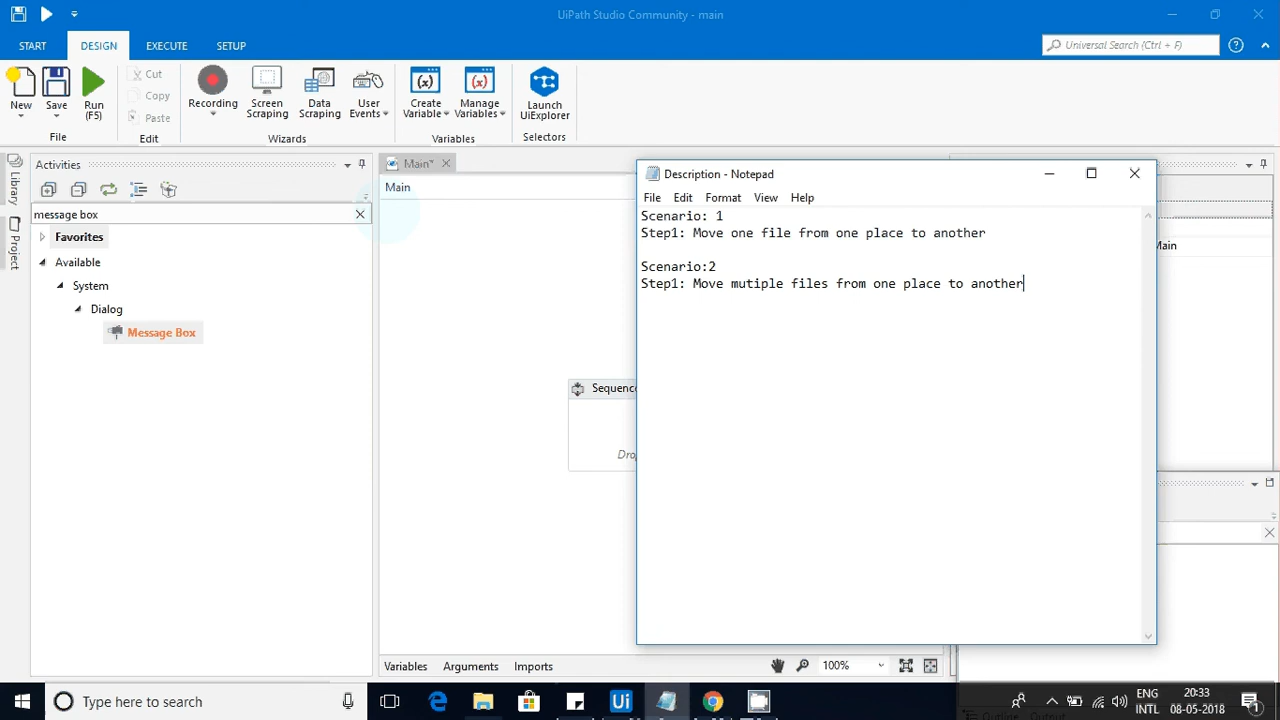 UiPath Studio Community - main
START DESIGN EXECUTE SETUP
Universal Search (Ctrl + F)
New Save Run (F5) Cut Copy Paste Recording Screen Scraping Data Scraping User Events Create Variable Manage Variables Launch UiExplorer
File Edit Wizards Variables Selectors
Activities
Library
Project
message box
Favorites
Available
System
Dialog
Message Box
Main*
Main
Sequence
Drop
Description - Notepad
File Edit Format View Help
Scenario: 1
Step1: Move one file from one place to another
Scenario:2
Step1: Move mutiple files from one place to another
Main
Variables Arguments Imports 100%
Outline Output
Type here to search
ENG
INTL
20:33
08-05-2018